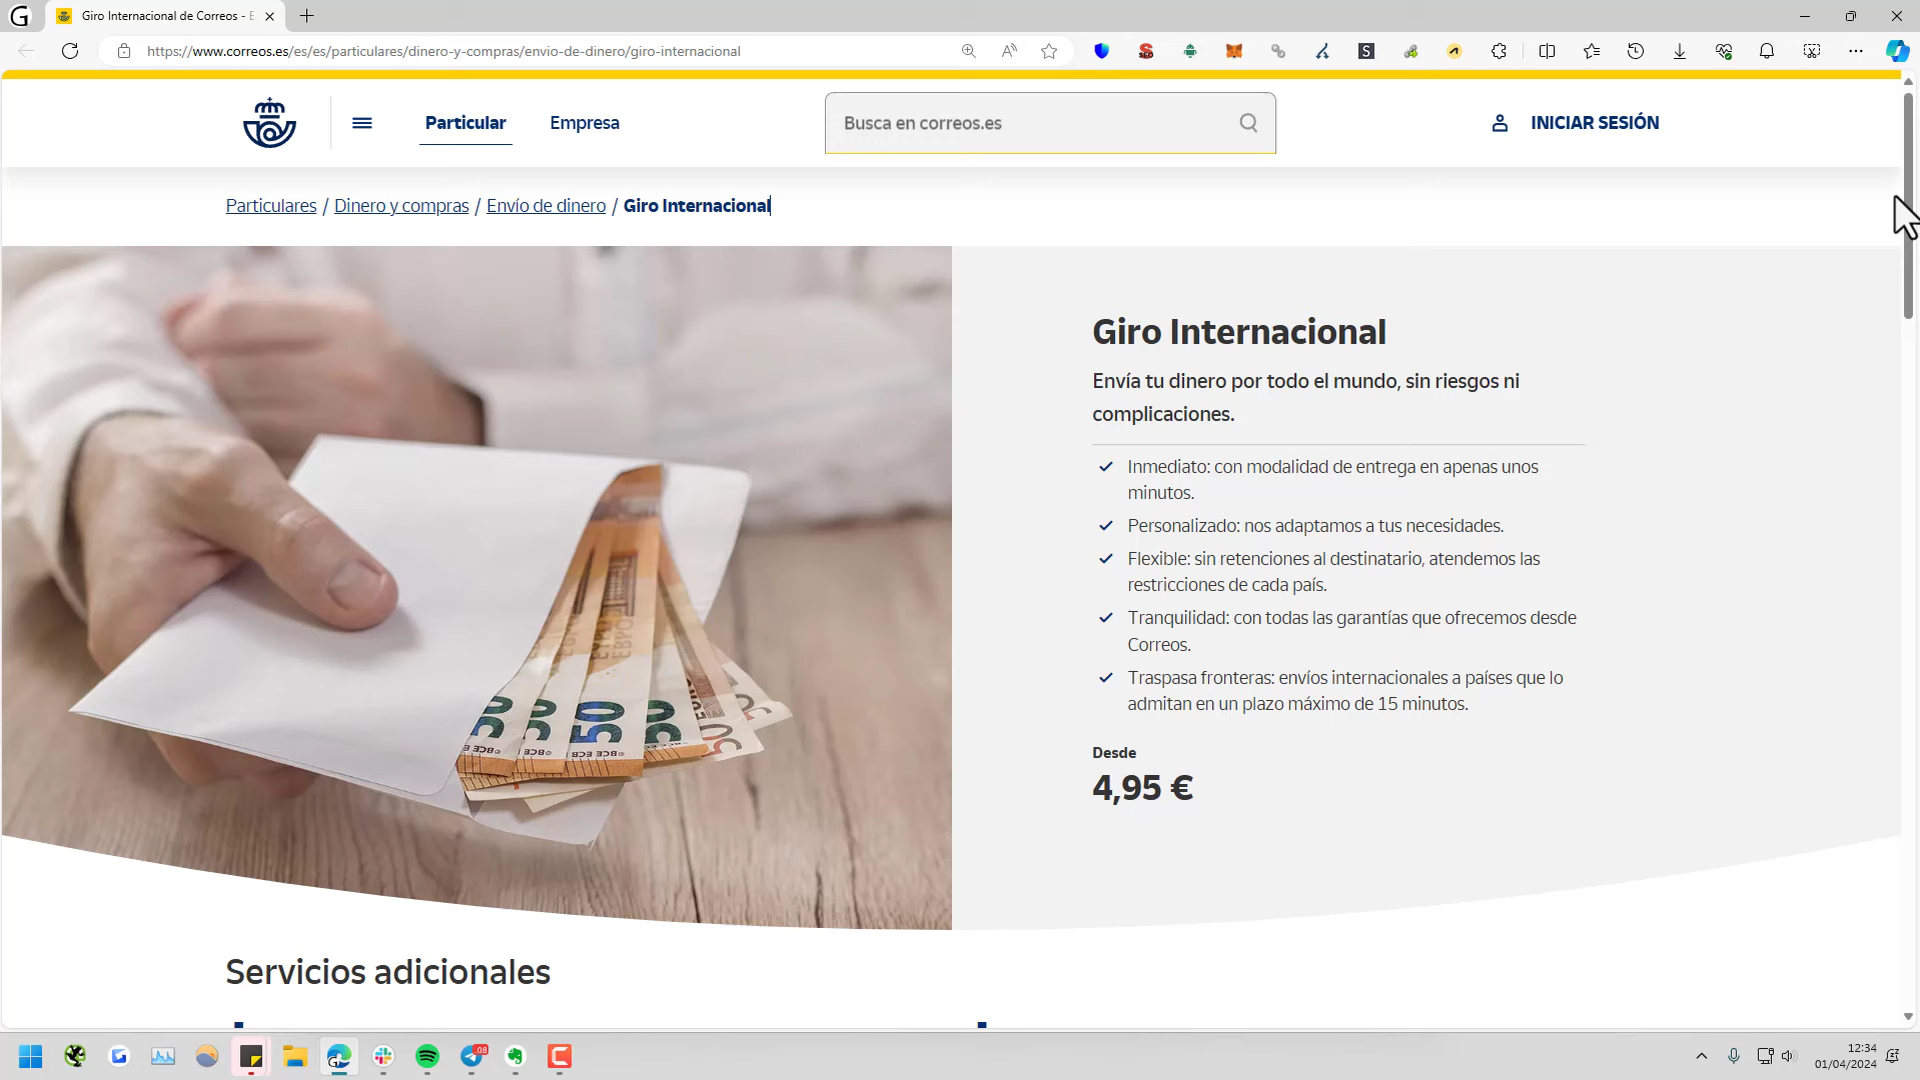 Giro Internacional de Correos - E
https://www.correos.es/es/es/particulares/dinero-y-compras/envio-de-dinero/giro-internacional
Particular
Empresa
Busca en correos.es
INICIAR SESIÓN
Particulares / Dinero y compras / Envío de dinero / Giro Internacional
Giro Internacional
Envía tu dinero por todo el mundo, sin riesgos ni
complicaciones.
Inmediato: con modalidad de entrega en apenas unos
minutos.
Personalizado: nos adaptamos a tus necesidades.
Flexible: sin retenciones al destinatario, atendemos las
restricciones de cada país.
Tranquilidad: con todas las garantías que ofrecemos desde
Correos.
Traspasa fronteras: envíos internacionales a países que lo
admitan en un plazo máximo de 15 minutos.
Desde
4,95 €
50 50 50 50
Servicios adicionales
12:34
01/04/2024